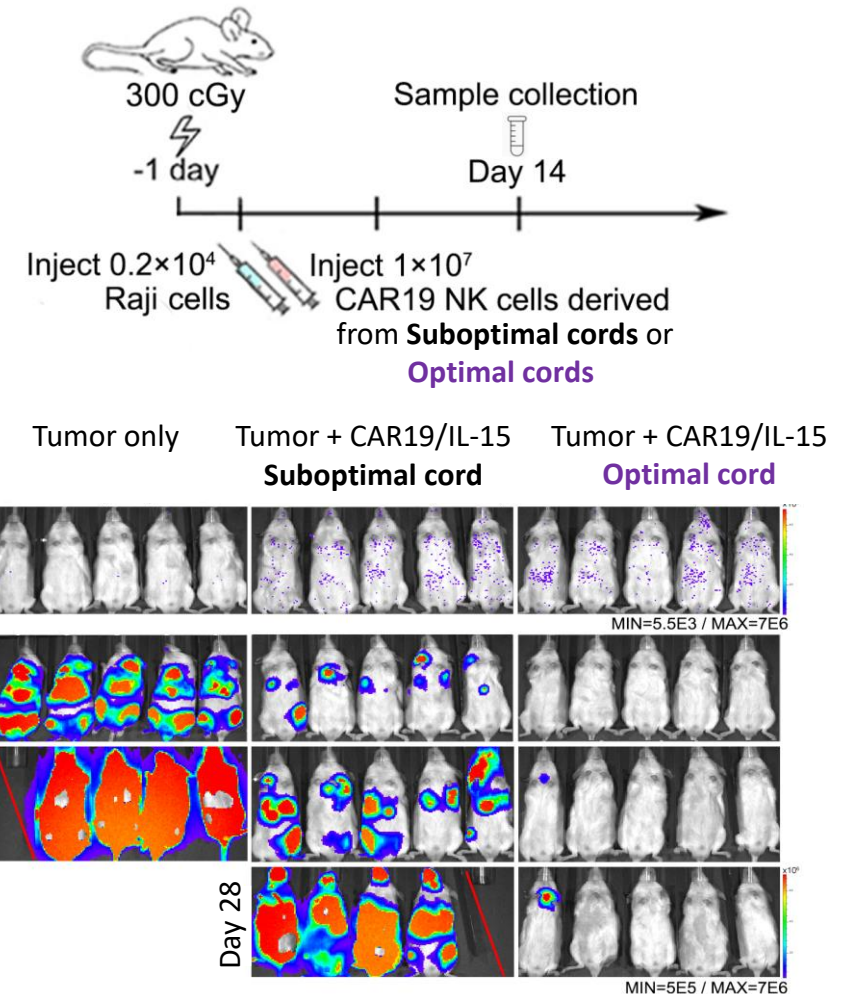 300 cGy
-1 day
Sample collection
Day 14
Inject 0.2×10⁴
Raji cells
Inject 1×10⁷
CAR19 NK cells derived
from Suboptimal cords or
Optimal cords
Tumor only
Tumor + CAR19/IL-15
Suboptimal cord
Tumor + CAR19/IL-15
Optimal cord
MIN=5.5E3 / MAX=7E6
Day 28
x10⁶
MIN=5E5 / MAX=7E6